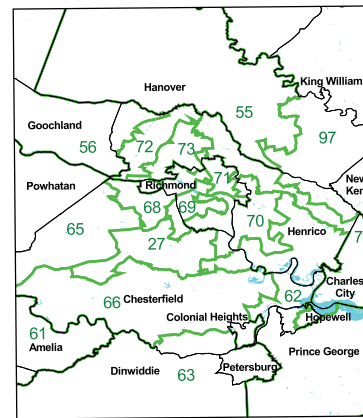 Hanover
King William
55
Goochland
97
56
72
73
New
Ken
Powhatan
Richmond
71
68
69
65
70
Henrico
7
27
Charles
City
66
Chesterfield
62
Colonial Heights
Hopewell
61
Amelia
Prince George
Dinwiddie
63
Petersburg